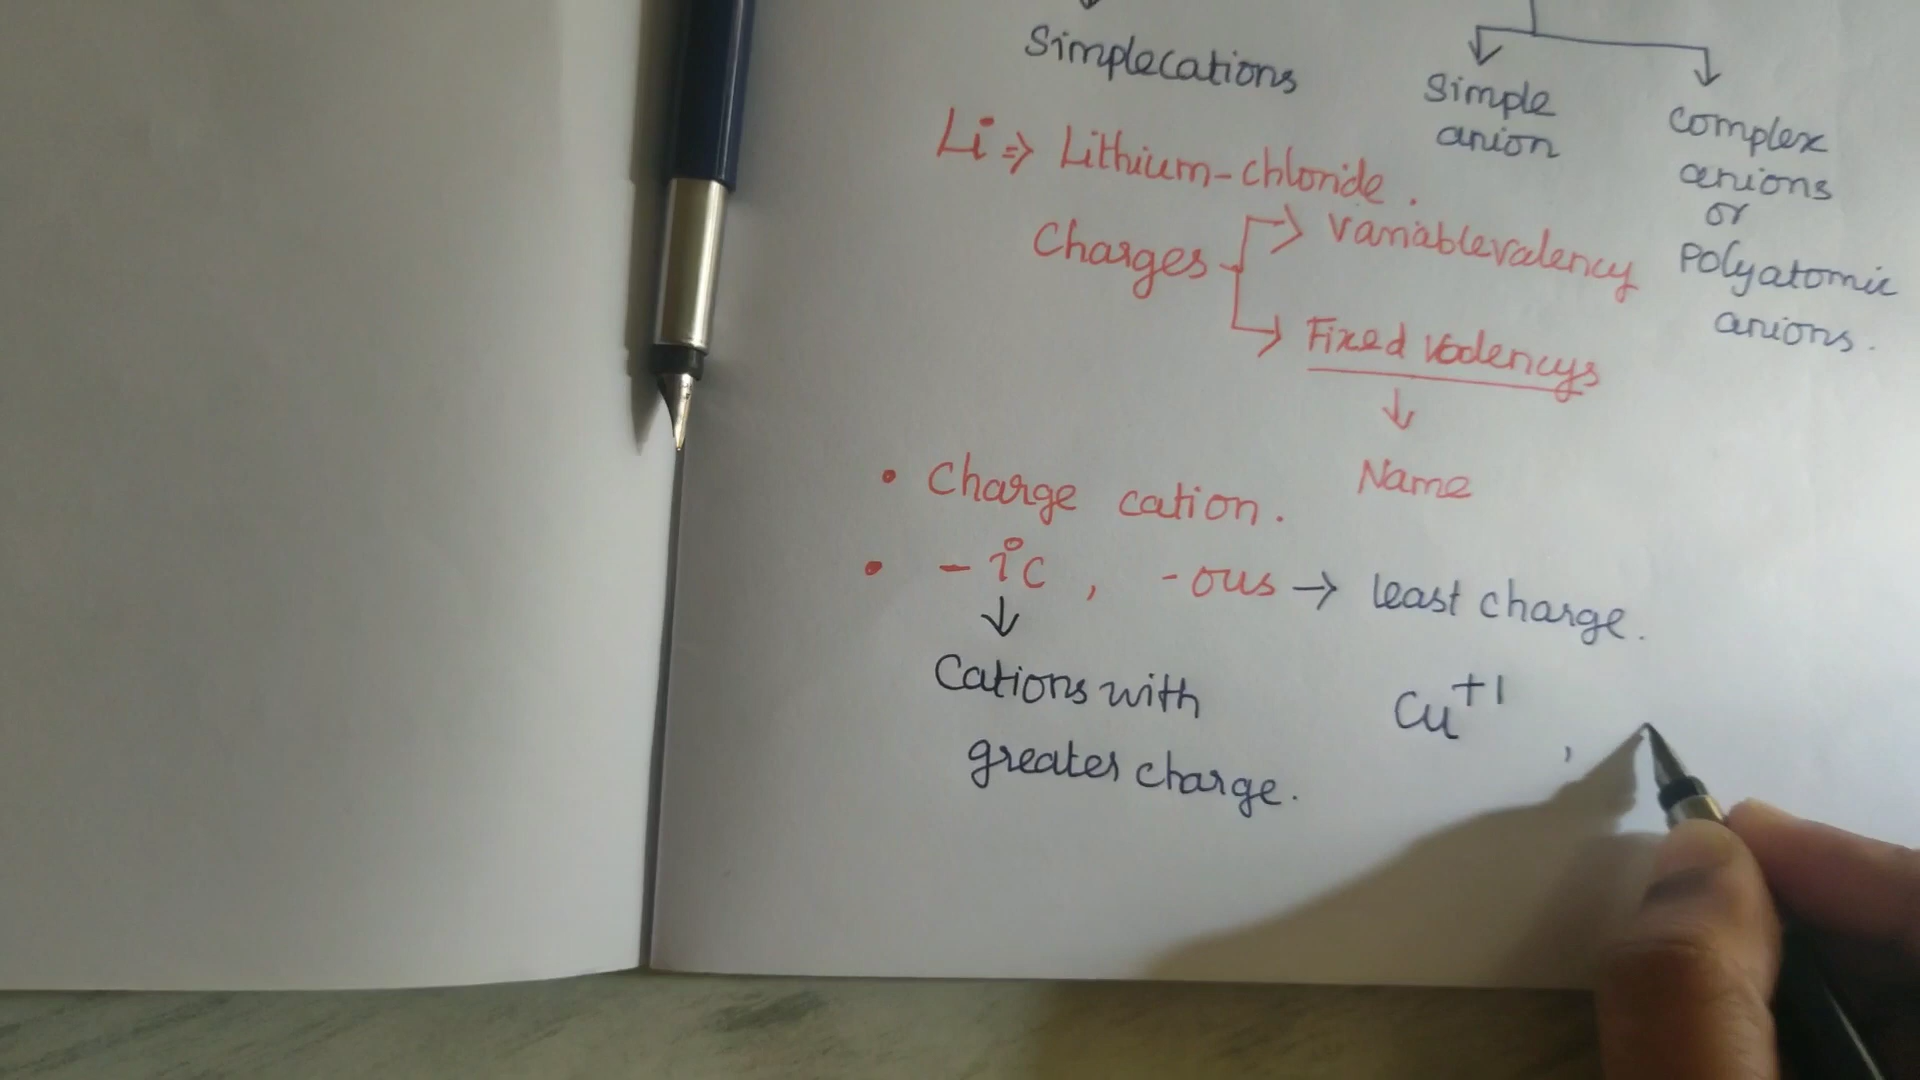 Simplecations
Simple
anion
Complex
anions
or
Polyatomic
anions.
Li => Lithium-chloride.
Charges → Variablevalency
→ Fixed Valencys
↓
Name
• Charge cation.
• -ic, -ous → least charge.
↓
Cations with
greater charge.
Cu+1 ,